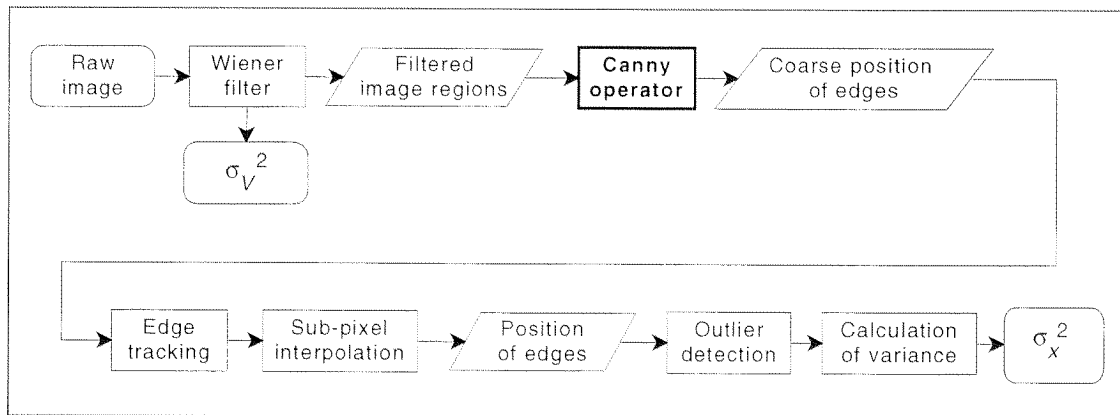 Raw
image
Wiener
filter
Filtered
image regions
Canny
operator
Coarse position
of edges
σV²
Edge
tracking
Sub-pixel
interpolation
Position
of edges
Outlier
detection
Calculation
of variance
σx²